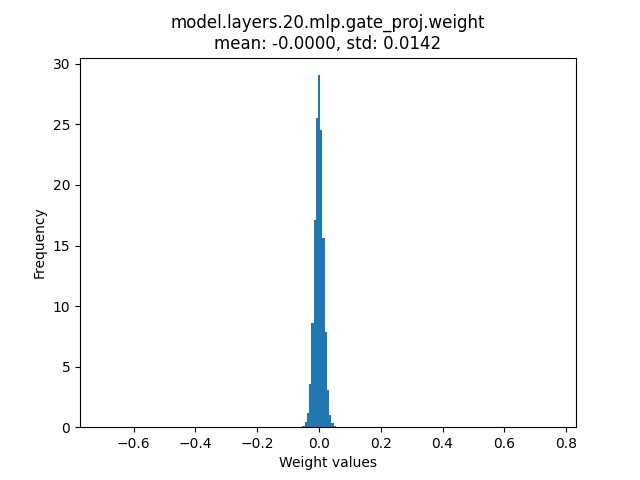 model.layers.20.mlp.gate_proj.weight
mean: -0.0000, std: 0.0142
30
25
20
15
10
5
0
Frequency
−0.6 −0.4 −0.2 0.0 0.2 0.4 0.6 0.8
Weight values